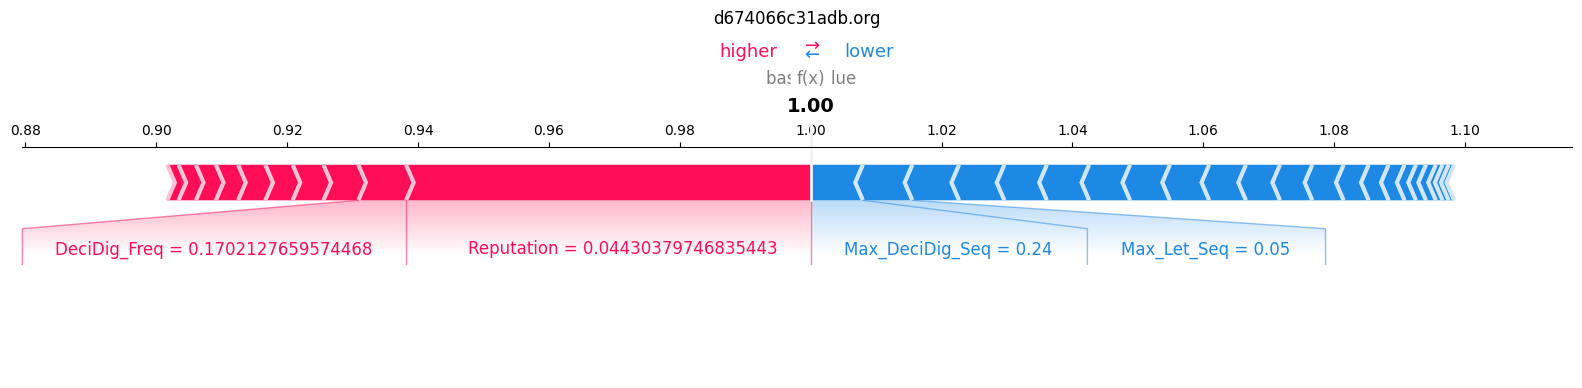 d674066c31adb.org
higher ⇄ lower
f(x)
1.00
0.88 0.90 0.92 0.94 0.96 0.98 1.00 1.02 1.04 1.06 1.08 1.10
DeciDig_Freq = 0.1702127659574468 Reputation = 0.04430379746835443 Max_DeciDig_Seq = 0.24 Max_Let_Seq = 0.05